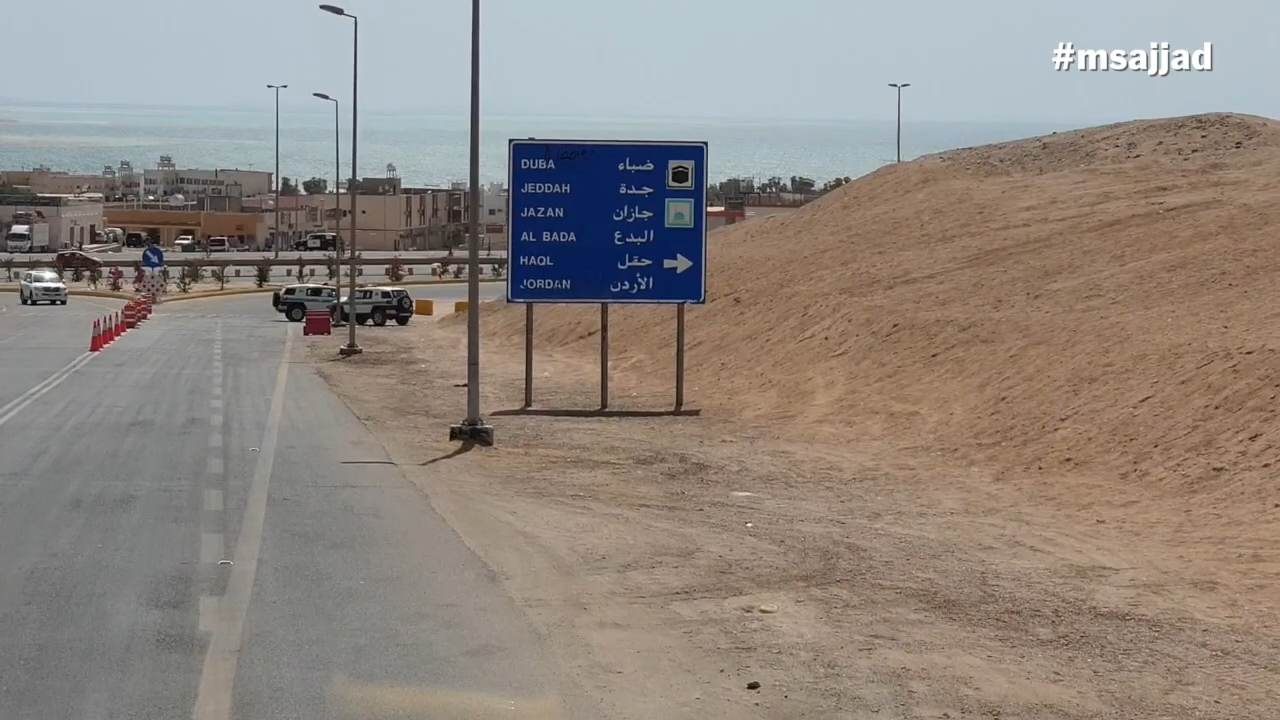 #msajjad
DUBA ضباء
JEDDAH جدة
JAZAN جازان
AL BADA البدع
HAQL حقل
JORDAN الأردن